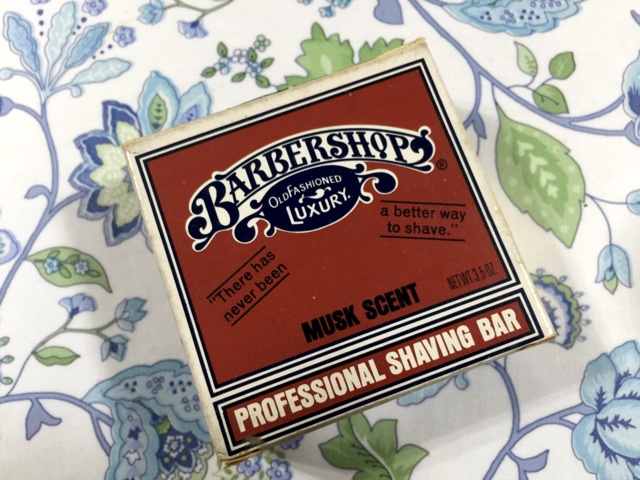 BARBERSHOP®
OLD FASHIONED
LUXURY.
"There has
never been
a better way
to shave."
MUSK SCENT
NET WT. 3.5 OZ.
PROFESSIONAL SHAVING BAR